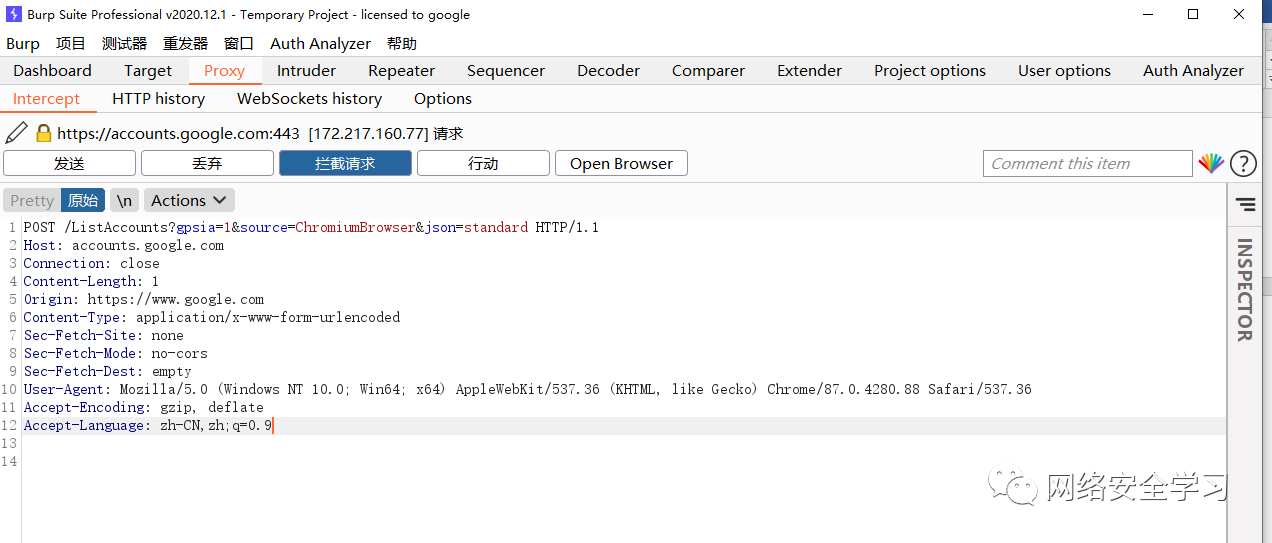 Burp Suite Professional v2020.12.1 - Temporary Project - licensed to google
Burp 项目 测试器 重发器 窗口 Auth Analyzer 帮助
Dashboard Target Proxy Intruder Repeater Sequencer Decoder Comparer Extender Project options User options Auth Analyzer
Intercept HTTP history WebSockets history Options
https://accounts.google.com:443 [172.217.160.77] 请求
发送 丢弃 拦截请求 行动 Open Browser Comment this item ?
Pretty 原始 \n Actions
1 POST /ListAccounts?gpsia=1&source=ChromiumBrowser&json=standard HTTP/1.1
2 Host: accounts.google.com
3 Connection: close
4 Content-Length: 1
5 Origin: https://www.google.com
6 Content-Type: application/x-www-form-urlencoded
7 Sec-Fetch-Site: none
8 Sec-Fetch-Mode: no-cors
9 Sec-Fetch-Dest: empty
10 User-Agent: Mozilla/5.0 (Windows NT 10.0; Win64; x64) AppleWebKit/537.36 (KHTML, like Gecko) Chrome/87.0.4280.88 Safari/537.36
11 Accept-Encoding: gzip, deflate
12 Accept-Language: zh-CN,zh;q=0.9
13
14
INSPECTOR
网络安全学习